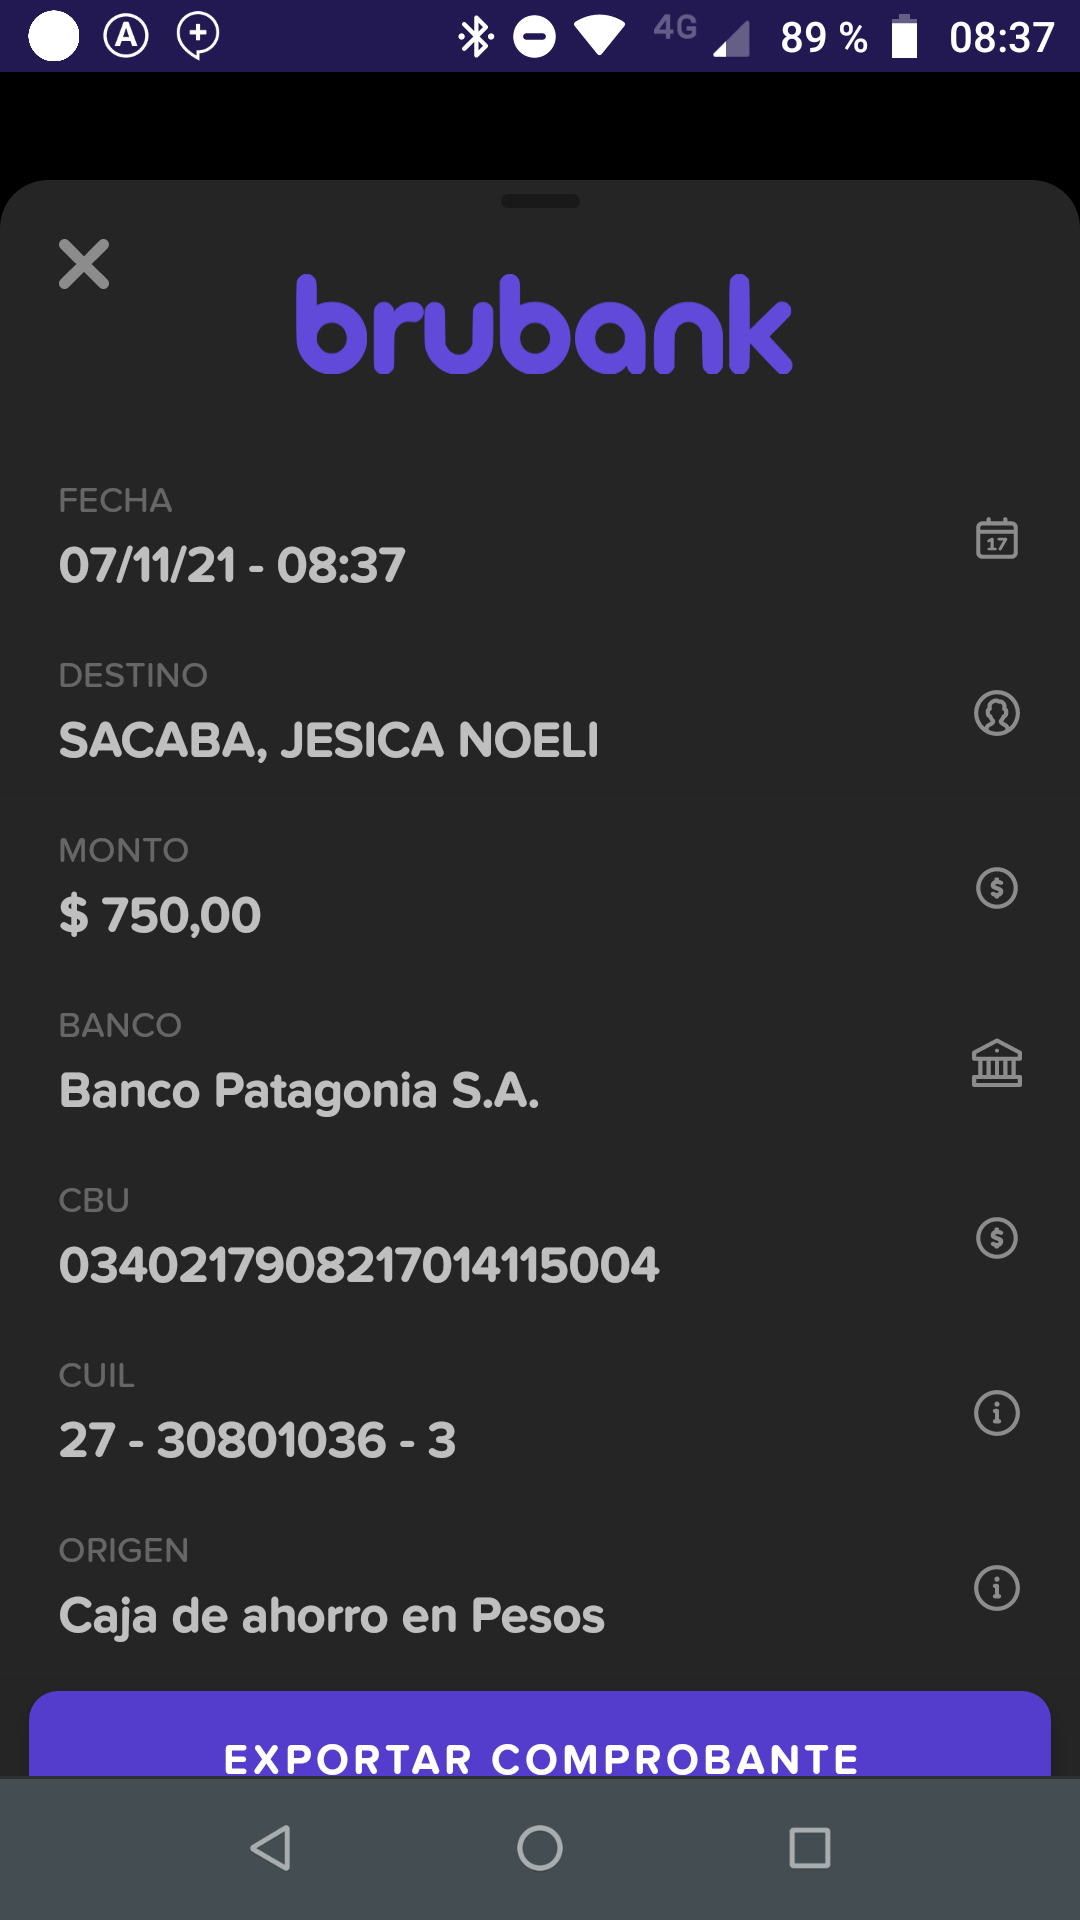 4G 89 % 08:37
brubank
FECHA
07/11/21 - 08:37
17
DESTINO
SACABA, JESICA NOELI
MONTO
$ 750,00
BANCO
Banco Patagonia S.A.
CBU
0340217908217014115004
CUIL
27 - 30801036 - 3
ORIGEN
Caja de ahorro en Pesos
EXPORTAR COMPROBANTE